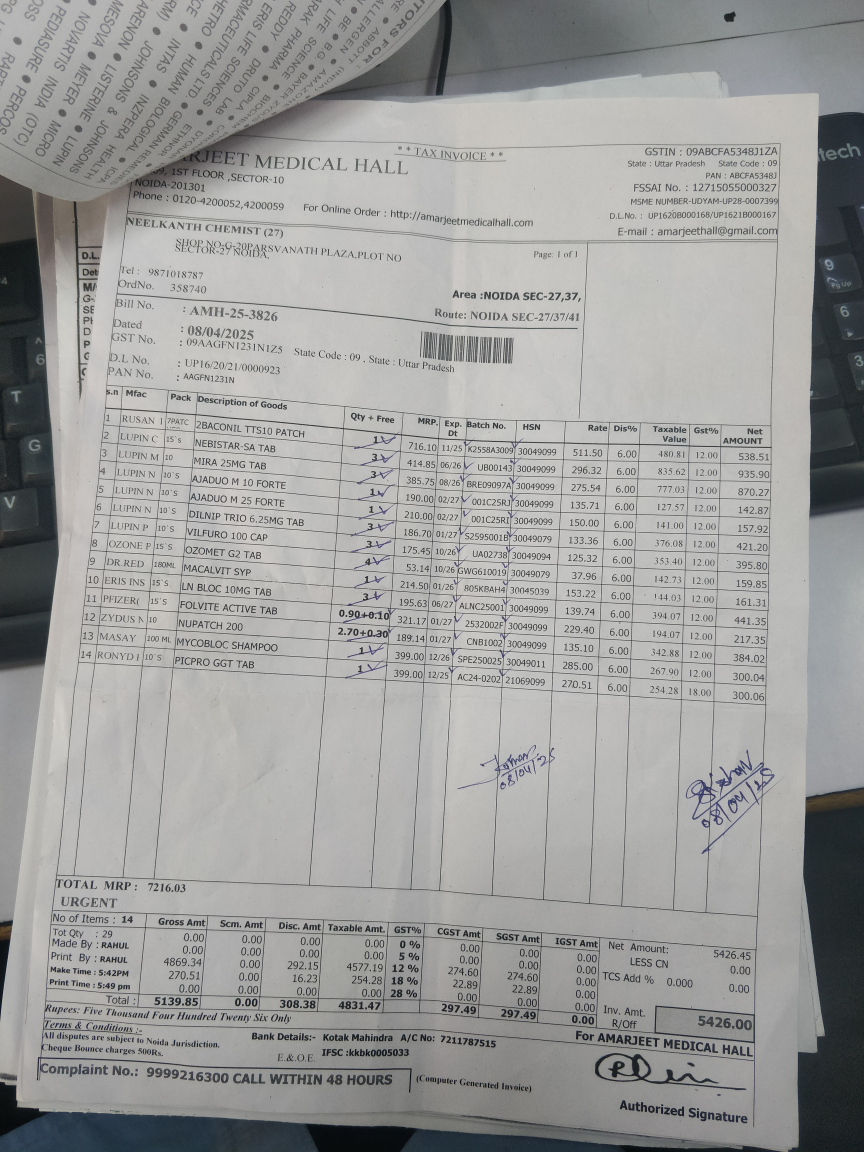 ** TAX INVOICE **
ARJEET MEDICAL HALL
09, 1ST FLOOR ,SECTOR-10
NOIDA-201301
Phone : 0120-4200052,4200059 For Online Order : http://amarjeetmedicalhall.com
GSTIN : 09ABCFA5348J1ZA
State : Uttar Pradesh State Code : 09
PAN : ABCFA5348J
FSSAI No. : 12715055000327
MSME NUMBER-UDYAM-UP28-0007399
D.L.No. : UP1620B000168/UP1621B000167
E-mail : amarjeethall@gmail.com
NEELKANTH CHEMIST (27)
SHOP NO-G-20PARSVANATH PLAZA,PLOT NO
SECTOR-27 NOIDA,
Page: 1 of 1
Tel : 9871018787
OrdNo. 358740
Area :NOIDA SEC-27,37,
Bill No. : AMH-25-3826
Route: NOIDA SEC-27/37/41
Dated : 08/04/2025
GST No. : 09AAGFN1231N1Z5 State Code : 09 , State : Uttar Pradesh
D.L No. : UP16/20/21/0000923
PAN No. : AAGFN1231N
s.n Mfac Pack Description of Goods Qty + Free MRP. Exp. Dt Batch No. HSN Rate Dis% Taxable Value Gst% Net AMOUNT
1 RUSAN I 7PATC 2BACONIL TTS10 PATCH 1 716.10 11/25 K2558A3009 30049099 511.50 6.00 480.81 12.00 538.51
2 LUPIN C 15`S NEBISTAR-SA TAB 3 414.85 06/26 UB00143 30049099 296.32 6.00 835.62 12.00 935.90
3 LUPIN M 10 MIRA 25MG TAB 3 385.75 08/26 BRE09097A 30049099 275.54 6.00 777.03 12.00 870.27
4 LUPIN N 10`S AJADUO M 10 FORTE 1 190.00 02/27 001C25RJ 30049099 135.71 6.00 127.57 12.00 142.87
5 LUPIN N 10`S AJADUO M 25 FORTE 1 210.00 02/27 001C25RI 30049099 150.00 6.00 141.00 12.00 157.92
6 LUPIN N 10`S DILNIP TRIO 6.25MG TAB 3 186.70 01/27 S2595001B 30049079 133.36 6.00 376.08 12.00 421.20
7 LUPIN P 10`S VILFURO 100 CAP 3 175.45 10/26 UA02738 30049094 125.32 6.00 353.40 12.00 395.80
8 OZONE P 15`S OZOMET G2 TAB 4 53.14 10/26 GWG610019 30049079 37.96 6.00 142.73 12.00 159.85
9 DR.RED 180ML MACALVIT SYP 1 214.50 01/26 805KBAH4 30045039 153.22 6.00 144.03 12.00 161.31
10 ERIS INS 15`S LN BLOC 10MG TAB 3 195.63 06/27 ALNC25001 30049099 139.74 6.00 394.07 12.00 441.35
11 PFIZER( 15`S FOLVITE ACTIVE TAB 0.90+0.10 321.17 01/27 2532002F 30049099 229.40 6.00 194.07 12.00 217.35
12 ZYDUS N 10 NUPATCH 200 2.70+0.30 189.14 01/27 CNB1002 30049099 135.10 6.00 342.88 12.00 384.02
13 MASAY 100 ML MYCOBLOC SHAMPOO 1 399.00 12/26 SPE250025 30049011 285.00 6.00 267.90 12.00 300.04
14 RONYD I 10`S PICPRO GGT TAB 1 399.00 12/25 AC24-0202 21069099 270.51 6.00 254.28 18.00 300.06
08/04/25
08/04/25
TOTAL MRP : 7216.03
URGENT
No of Items : 14 Gross Amt Scm. Amt Disc. Amt Taxable Amt. GST% CGST Amt SGST Amt IGST Amt
Tot Qty : 29 0.00 0.00 0.00 0.00 0 % 0.00 0.00 0.00
Made By : RAHUL 0.00 0.00 0.00 0.00 5 % 0.00 0.00 0.00
Print By : RAHUL 4869.34 0.00 292.15 4577.19 12 % 274.60 274.60 0.00
Make Time : 5:42PM 270.51 0.00 16.23 254.28 18 % 22.89 22.89 0.00
Print Time : 5:49 pm 0.00 0.00 0.00 0.00 28 % 0.00 0.00 0.00
Total : 5139.85 0.00 308.38 4831.47 297.49 297.49 0.00
Net Amount: 5426.45
LESS CN 0.00
TCS Add % 0.000 0.00
Inv. Amt. R/Off 5426.00
Rupees: Five Thousand Four Hundred Twenty Six Only
Terms & Conditions :-
All disputes are subject to Noida Jurisdiction.
Cheque Bounce charges 500Rs.
E.&O.E.
Bank Details:- Kotak Mahindra A/C No: 7211787515
IFSC :kkbk0005033
For AMARJEET MEDICAL HALL
Complaint No.: 9999216300 CALL WITHIN 48 HOURS
(Computer Generated Invoice)
Authorized Signature